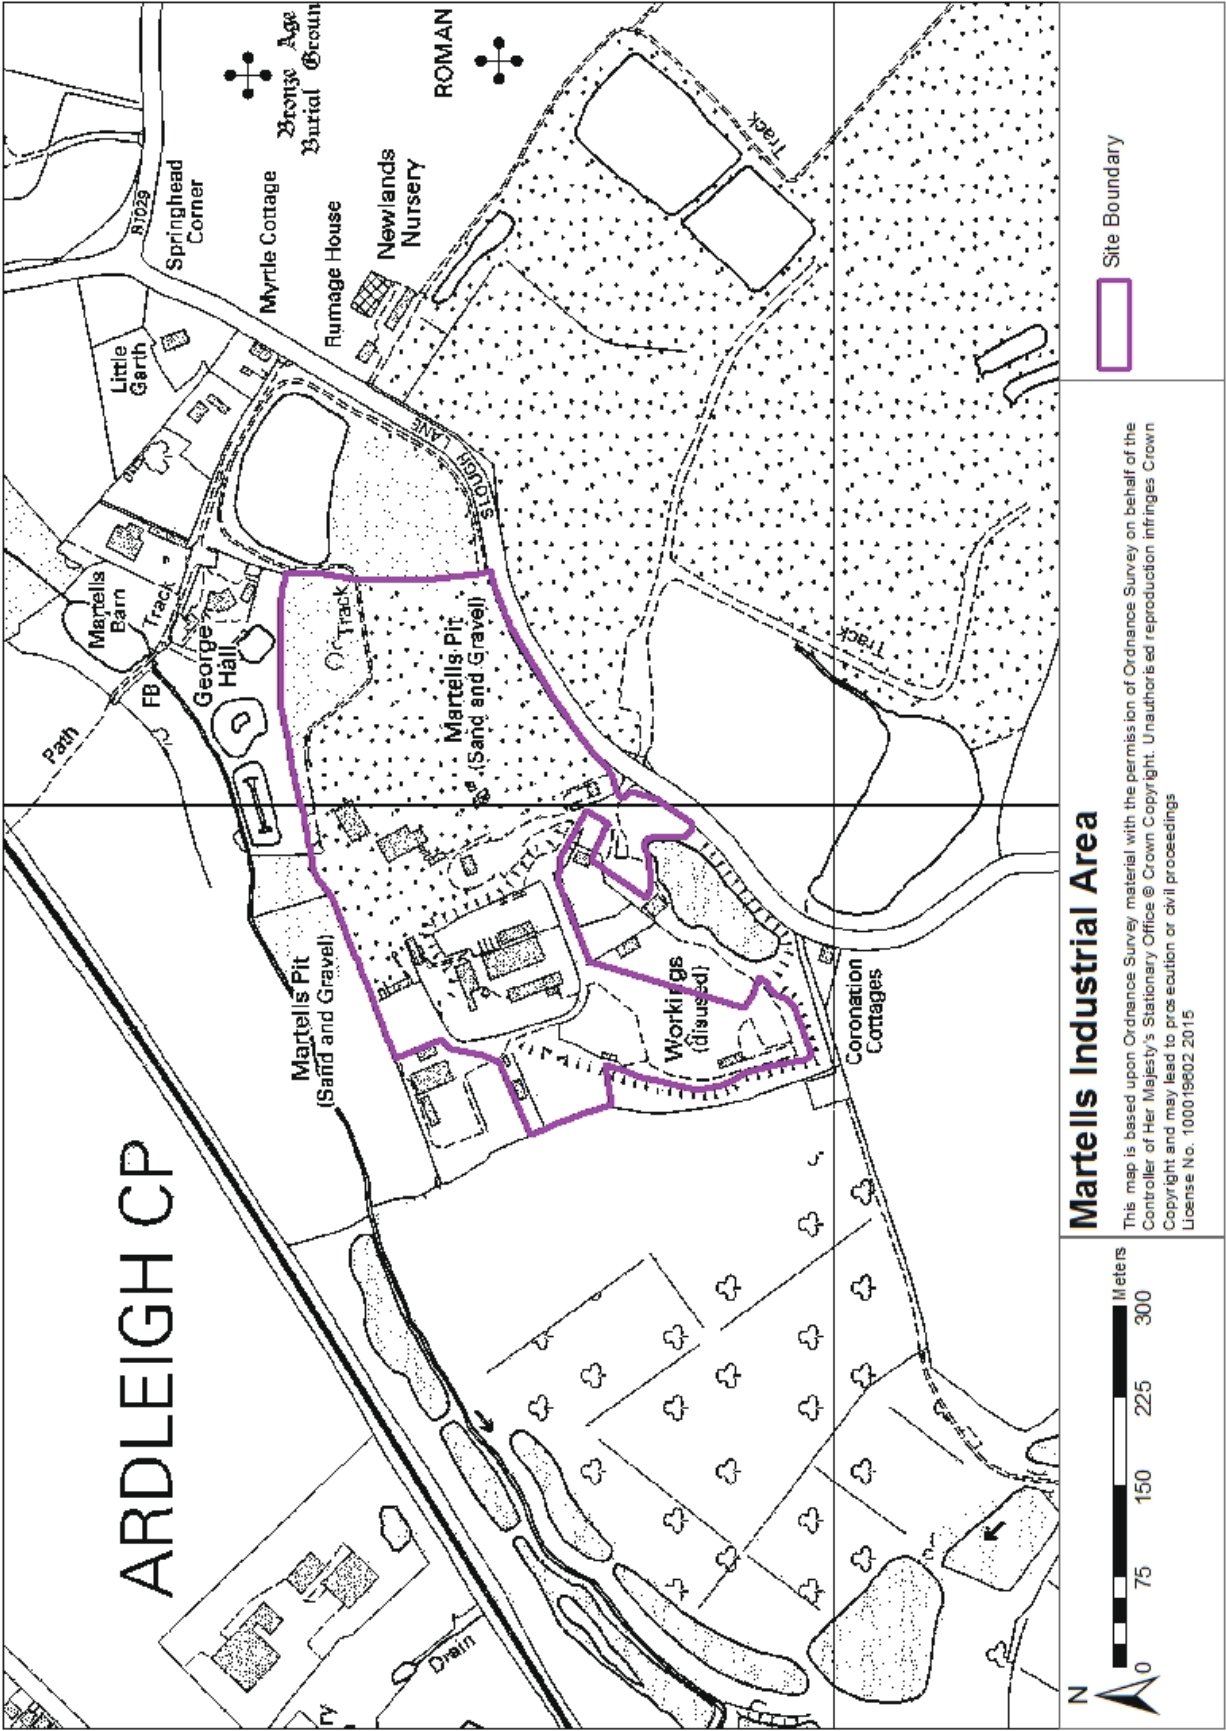 ARDLEIGH CP
Path
FB
Martells
Barn
Track
George
Hall
Little
Garth
B1029
Springhead
Corner
Myrtle Cottage
Rumage House
Newlands
Nursery
Bronze Age
Burial Groun
ROMAN
SLOUGH LANE
Track
Martells Pit
(Sand and Gravel)
Martells Pit
(Sand and Gravel)
Workings
(disused)
Coronation
Cottages
Track
Track
Drain
ry
N
0 75 150 225 300
Meters
Martells Industrial Area
This map is based upon Ordnance Survey material with the permission of Ordnance Survey on behalf of the
Controller of Her Majesty's Stationary Office © Crown Copyright. Unauthorised reproduction infringes Crown
Copyright and may lead to prosecution or civil proceedings
License No. 100019602 2015
Site Boundary